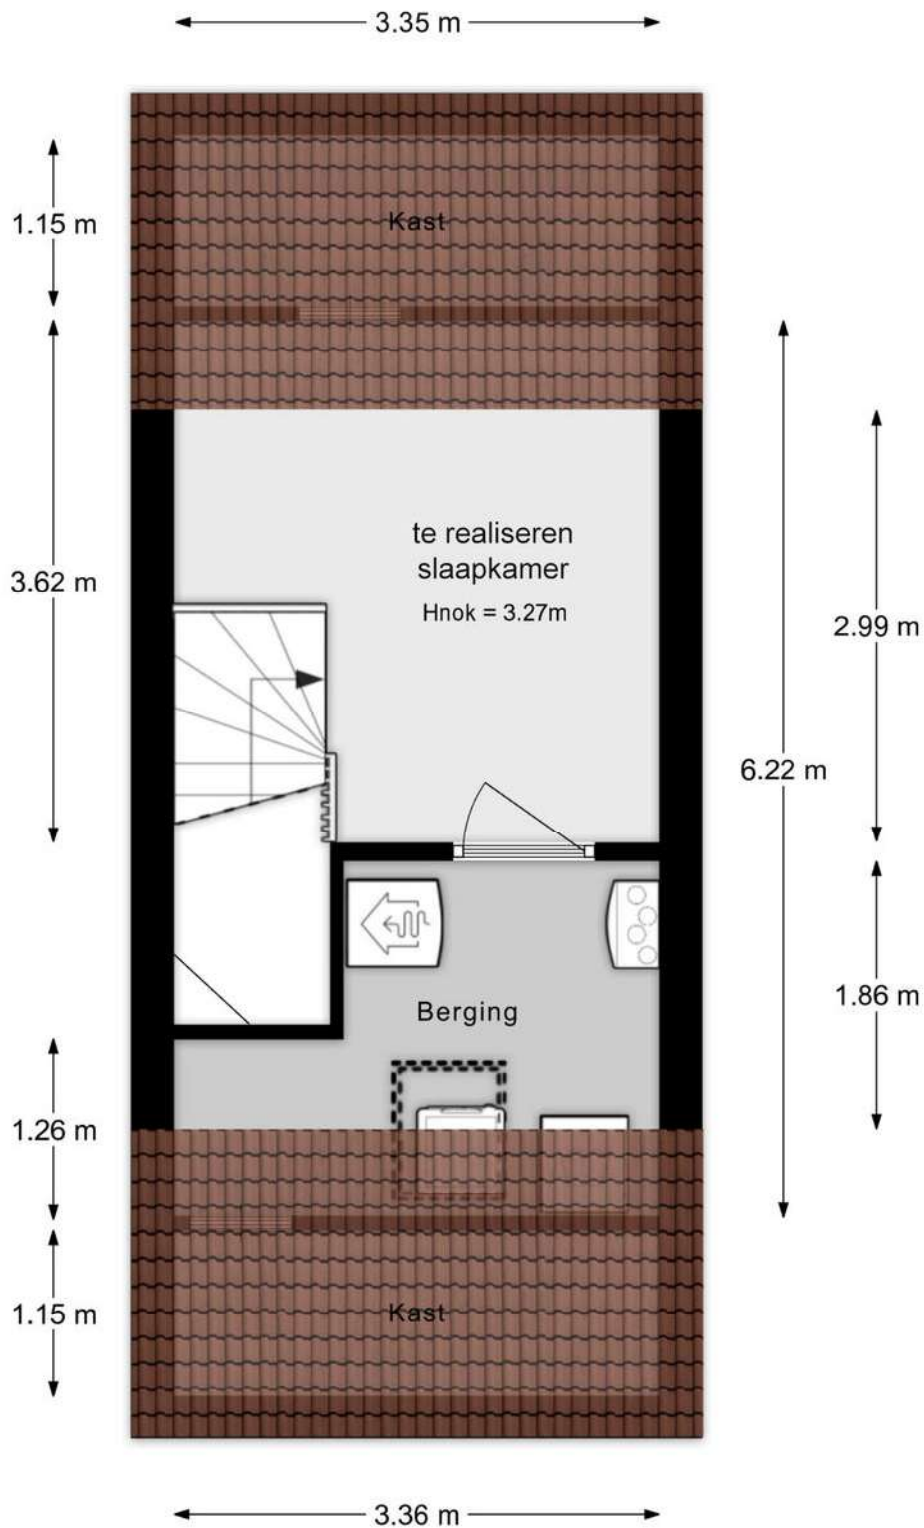 3.35 m
1.15 m
Kast
3.62 m
te realiseren
slaapkamer
Hnok = 3.27m
2.99 m
6.22 m
1.86 m
Berging
1.26 m
1.15 m
Kast
3.36 m